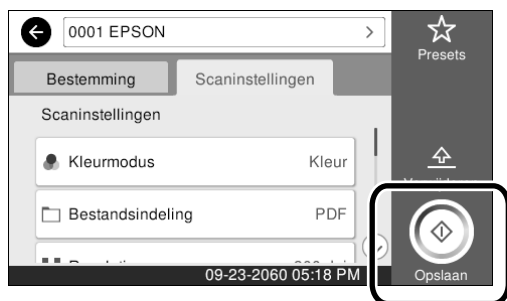 0001 EPSON
Presets
Bestemming
Scaninstellingen
Scaninstellingen
Kleurmodus
Kleur
Bestandsindeling
PDF
09-23-2060 05:18 PM
Opslaan